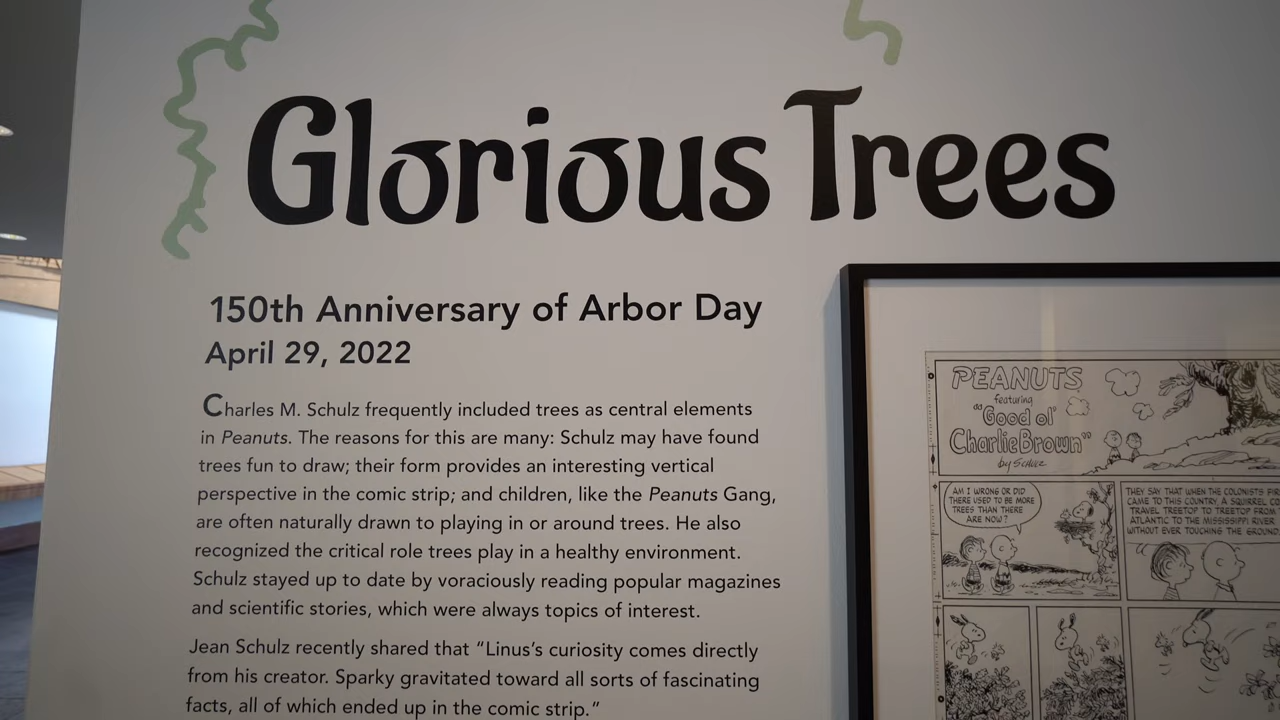 Glorious Trees
150th Anniversary of Arbor Day
April 29, 2022
Charles M. Schulz frequently included trees as central elements
in Peanuts. The reasons for this are many: Schulz may have found
trees fun to draw; their form provides an interesting vertical
perspective in the comic strip; and children, like the Peanuts Gang,
are often naturally drawn to playing in or around trees. He also
recognized the critical role trees play in a healthy environment.
Schulz stayed up to date by voraciously reading popular magazines
and scientific stories, which were always topics of interest.
Jean Schulz recently shared that “Linus’s curiosity comes directly
from his creator. Sparky gravitated toward all sorts of fascinating
facts, all of which ended up in the comic strip.”
PEANUTS
featuring
"Good ol'
Charlie Brown"
by SCHULZ
AM I WRONG OR DID
THERE USED TO BE MORE
TREES THAN THERE
ARE NOW?
THEY SAY THAT WHEN THE COLONISTS
CAME TO THIS COUNTRY, A SQUIRREL
TRAVEL TREETOP TO TREETOP FROM
ATLANTIC TO THE MISSISSIPPI RIVER
WITHOUT EVER TOUCHING THE GROUND